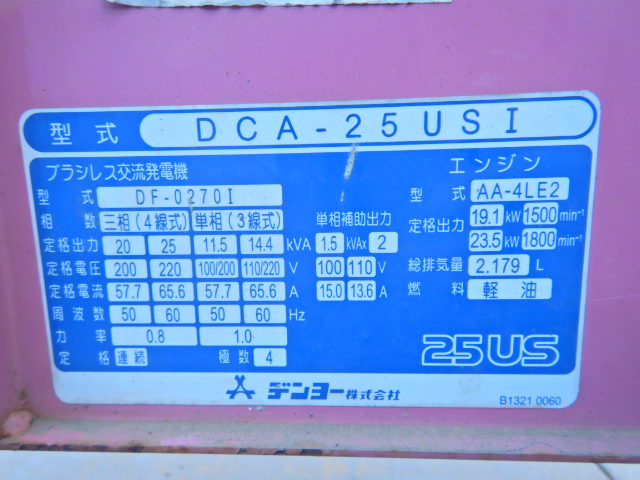 型式 DCA-25USI
ブラシレス交流発電機
型式 DF-0270I
相数 三相(4線式) 単相(3線式) 単相補助出力
定格出力 20 25 11.5 14.4 kVA 1.5 kVAx 2
定格電圧 200 220 100/200 110/220 V 100 110 V
定格電流 57.7 65.6 57.7 65.6 A 15.0 13.6 A
周波数 50 60 50 60 Hz
力率 0.8 1.0
定格 連続 極数 4
エンジン
型式 AA-4LE2
定格出力 19.1 kW 1500 min⁻¹
23.5 kW 1800 min⁻¹
総排気量 2.179 L
燃料 軽油
25US
デンヨー株式会社
B1321 0060